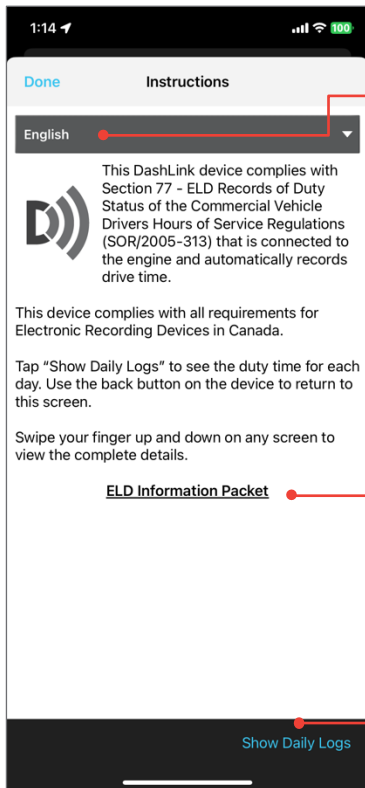 1:14
100
Done
Instructions
English
This DashLink device complies with
Section 77 - ELD Records of Duty
Status of the Commercial Vehicle
Drivers Hours of Service Regulations
(SOR/2005-313) that is connected to
the engine and automatically records
drive time.
This device complies with all requirements for
Electronic Recording Devices in Canada.
Tap “Show Daily Logs” to see the duty time for each
day. Use the back button on the device to return to
this screen.
Swipe your finger up and down on any screen to
view the complete details.
ELD Information Packet
Show Daily Logs